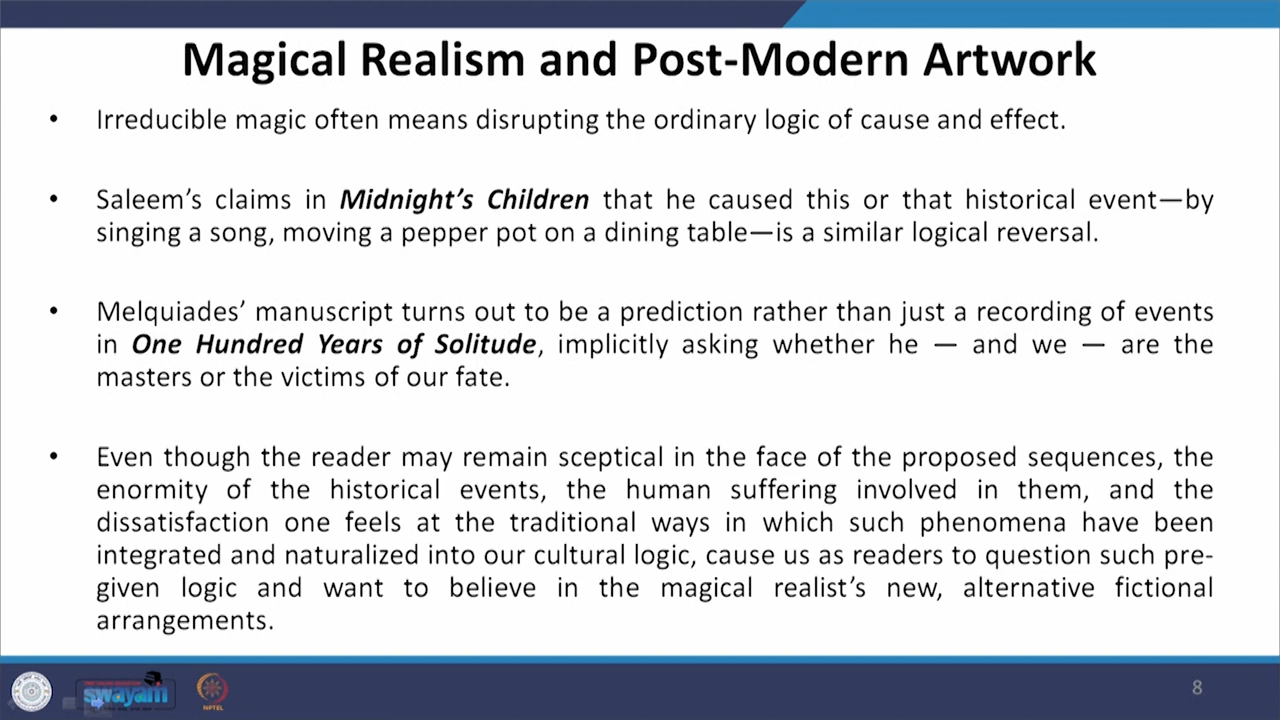 Magical Realism and Post-Modern Artwork
• Irreducible magic often means disrupting the ordinary logic of cause and effect.
• Saleem’s claims in Midnight’s Children that he caused this or that historical event—by
singing a song, moving a pepper pot on a dining table—is a similar logical reversal.
• Melquiades’ manuscript turns out to be a prediction rather than just a recording of events
in One Hundred Years of Solitude, implicitly asking whether he — and we — are the
masters or the victims of our fate.
• Even though the reader may remain sceptical in the face of the proposed sequences, the
enormity of the historical events, the human suffering involved in them, and the
dissatisfaction one feels at the traditional ways in which such phenomena have been
integrated and naturalized into our cultural logic, cause us as readers to question such pre-
given logic and want to believe in the magical realist’s new, alternative fictional
arrangements.
swayam
NPTEL
8